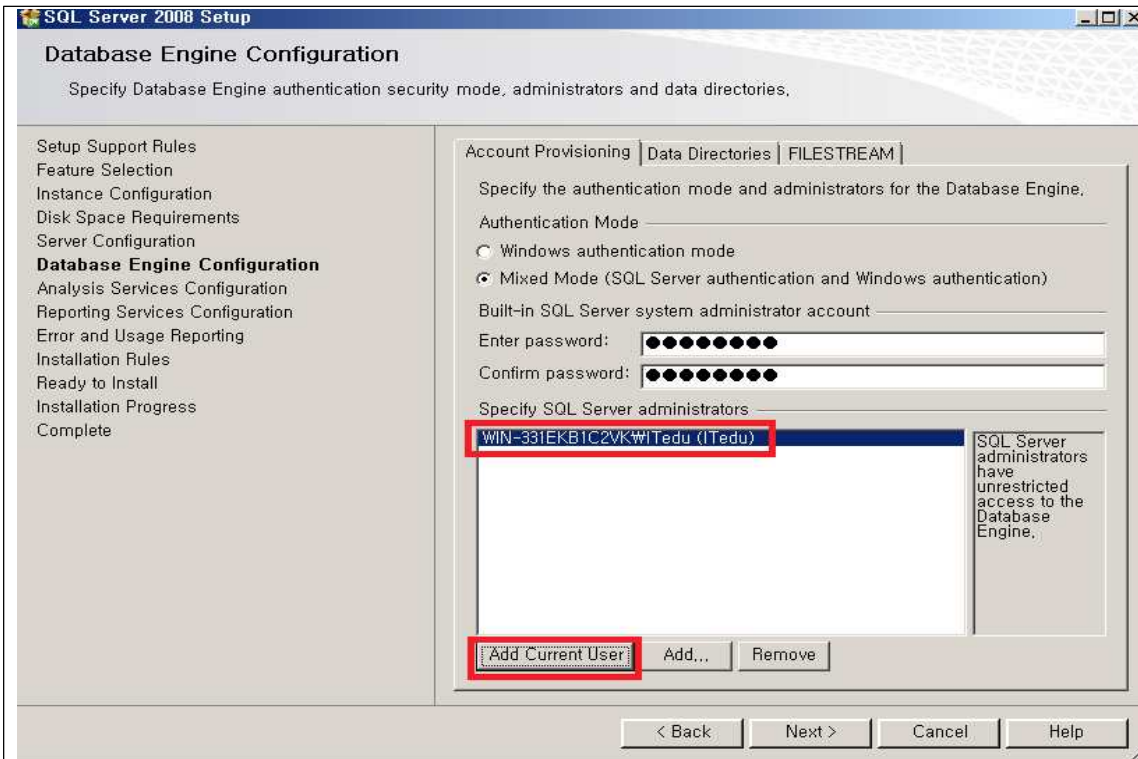 SQL Server 2008 Setup
Database Engine Configuration
Specify Database Engine authentication security mode, administrators and data directories,
Setup Support Rules
Feature Selection
Instance Configuration
Disk Space Requirements
Server Configuration
Database Engine Configuration
Analysis Services Configuration
Reporting Services Configuration
Error and Usage Reporting
Installation Rules
Ready to Install
Installation Progress
Complete
Account Provisioning Data Directories FILESTREAM
Specify the authentication mode and administrators for the Database Engine,
Authentication Mode
Windows authentication mode
Mixed Mode (SQL Server authentication and Windows authentication)
Built-in SQL Server system administrator account
Enter password: ●●●●●●●●
Confirm password: ●●●●●●●●
Specify SQL Server administrators
WIN-331EKB1C2VK₩ITedu (ITedu)
SQL Server
administrators
have
unrestricted
access to the
Database
Engine,
Add Current User Add,,, Remove
< Back Next > Cancel Help